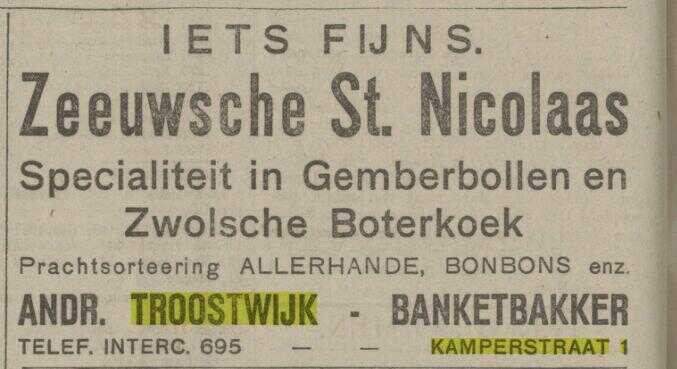 IETS FIJNS.
Zeeuwsche St. Nicolaas
Specialiteit in Gemberbollen en
Zwolsche Boterkoek
Prachtsorteering ALLERHANDE, BONBONS enz.
ANDR. TROOSTWIJK - BANKETBAKKER
TELEF. INTERC. 695 — — KAMPERSTRAAT 1